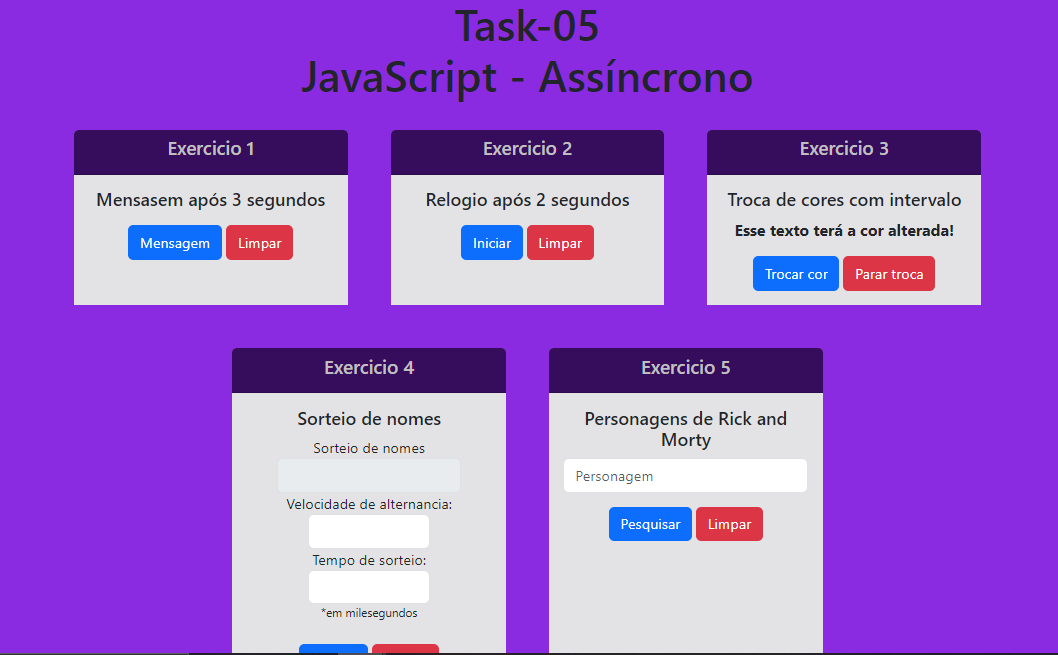 Task-05
JavaScript - Assíncrono
Exercicio 1
Mensasem após 3 segundos
Mensagem
Limpar
Exercicio 2
Relogio após 2 segundos
Iniciar
Limpar
Exercicio 3
Troca de cores com intervalo
Esse texto terá a cor alterada!
Trocar cor
Parar troca
Exercicio 4
Sorteio de nomes
Sorteio de nomes
Velocidade de alternancia:
Tempo de sorteio:
*em milesegundos
Exercicio 5
Personagens de Rick and
Morty
Personagem
Pesquisar
Limpar